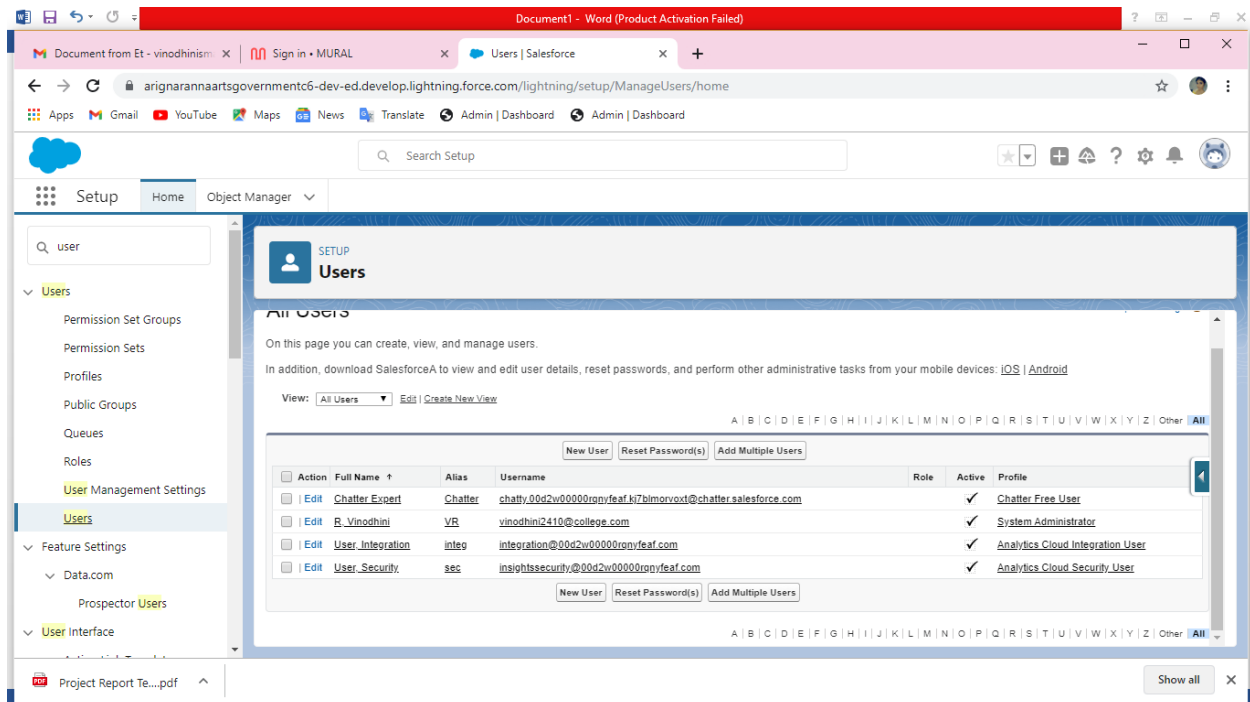 Document1 - Word (Product Activation Failed)
Document from Et - vinodhinism
Sign in • MURAL
Users | Salesforce
arignarannaartsgovernmentc6-dev-ed.develop.lightning.force.com/lightning/setup/ManageUsers/home
Apps Gmail YouTube Maps News Translate Admin | Dashboard Admin | Dashboard
Search Setup
Setup Home Object Manager
user
Users
Permission Set Groups
Permission Sets
Profiles
Public Groups
Queues
Roles
User Management Settings
Users
Feature Settings
Data.com
Prospector Users
User Interface
SETUP
Users
All Users
On this page you can create, view, and manage users.
In addition, download SalesforceA to view and edit user details, reset passwords, and perform other administrative tasks from your mobile devices: iOS | Android
View: All Users Edit | Create New View
A | B | C | D | E | F | G | H | I | J | K | L | M | N | O | P | Q | R | S | T | U | V | W | X | Y | Z | Other All
New User Reset Password(s) Add Multiple Users
Action Full Name ↑ Alias Username Role Active Profile
| Edit Chatter Expert Chatter chatty.00d2w00000rqnyfeaf.kj7blmorvoxt@chatter.salesforce.com Chatter Free User
| Edit R, Vinodhini VR vinodhini2410@college.com System Administrator
| Edit User, Integration integ integration@00d2w00000rqnyfeaf.com Analytics Cloud Integration User
| Edit User, Security sec insightssecurity@00d2w00000rqnyfeaf.com Analytics Cloud Security User
New User Reset Password(s) Add Multiple Users
A | B | C | D | E | F | G | H | I | J | K | L | M | N | O | P | Q | R | S | T | U | V | W | X | Y | Z | Other All
Project Report Te....pdf
Show all